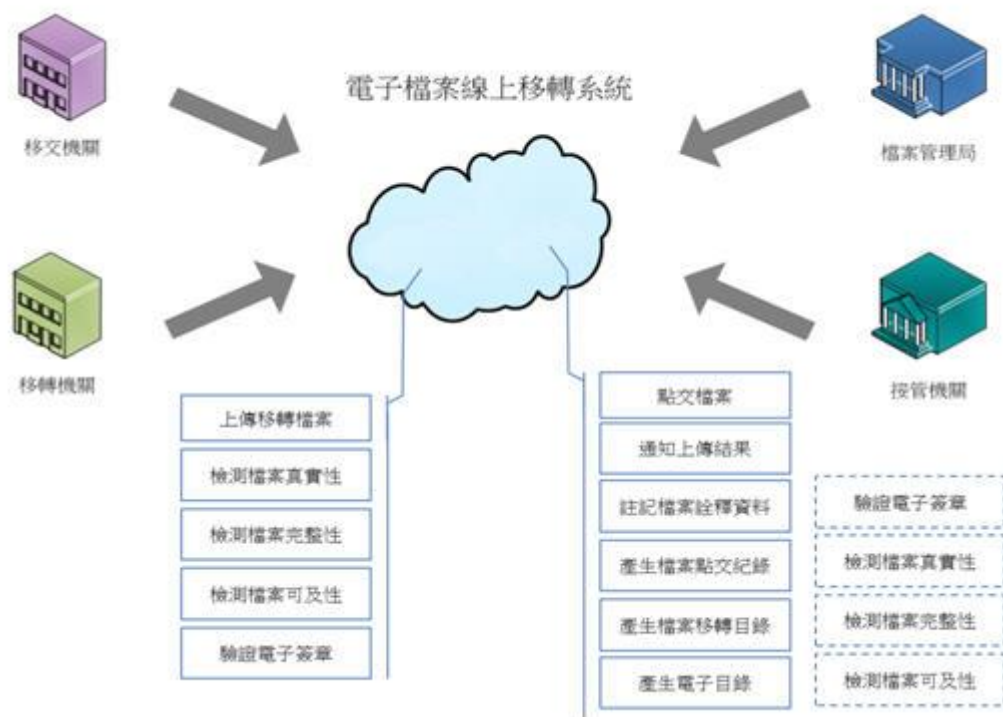 電子檔案線上移轉系統
移交機關
檔案管理局
移轉機關
接管機關
上傳移轉檔案
檢測檔案真實性
檢測檔案完整性
檢測檔案可及性
驗證電子簽章
點交檔案
通知上傳結果
註記檔案詮釋資料
產生檔案點交紀錄
產生檔案移轉目錄
產生電子目錄
驗證電子簽章
檢測檔案真實性
檢測檔案完整性
檢測檔案可及性